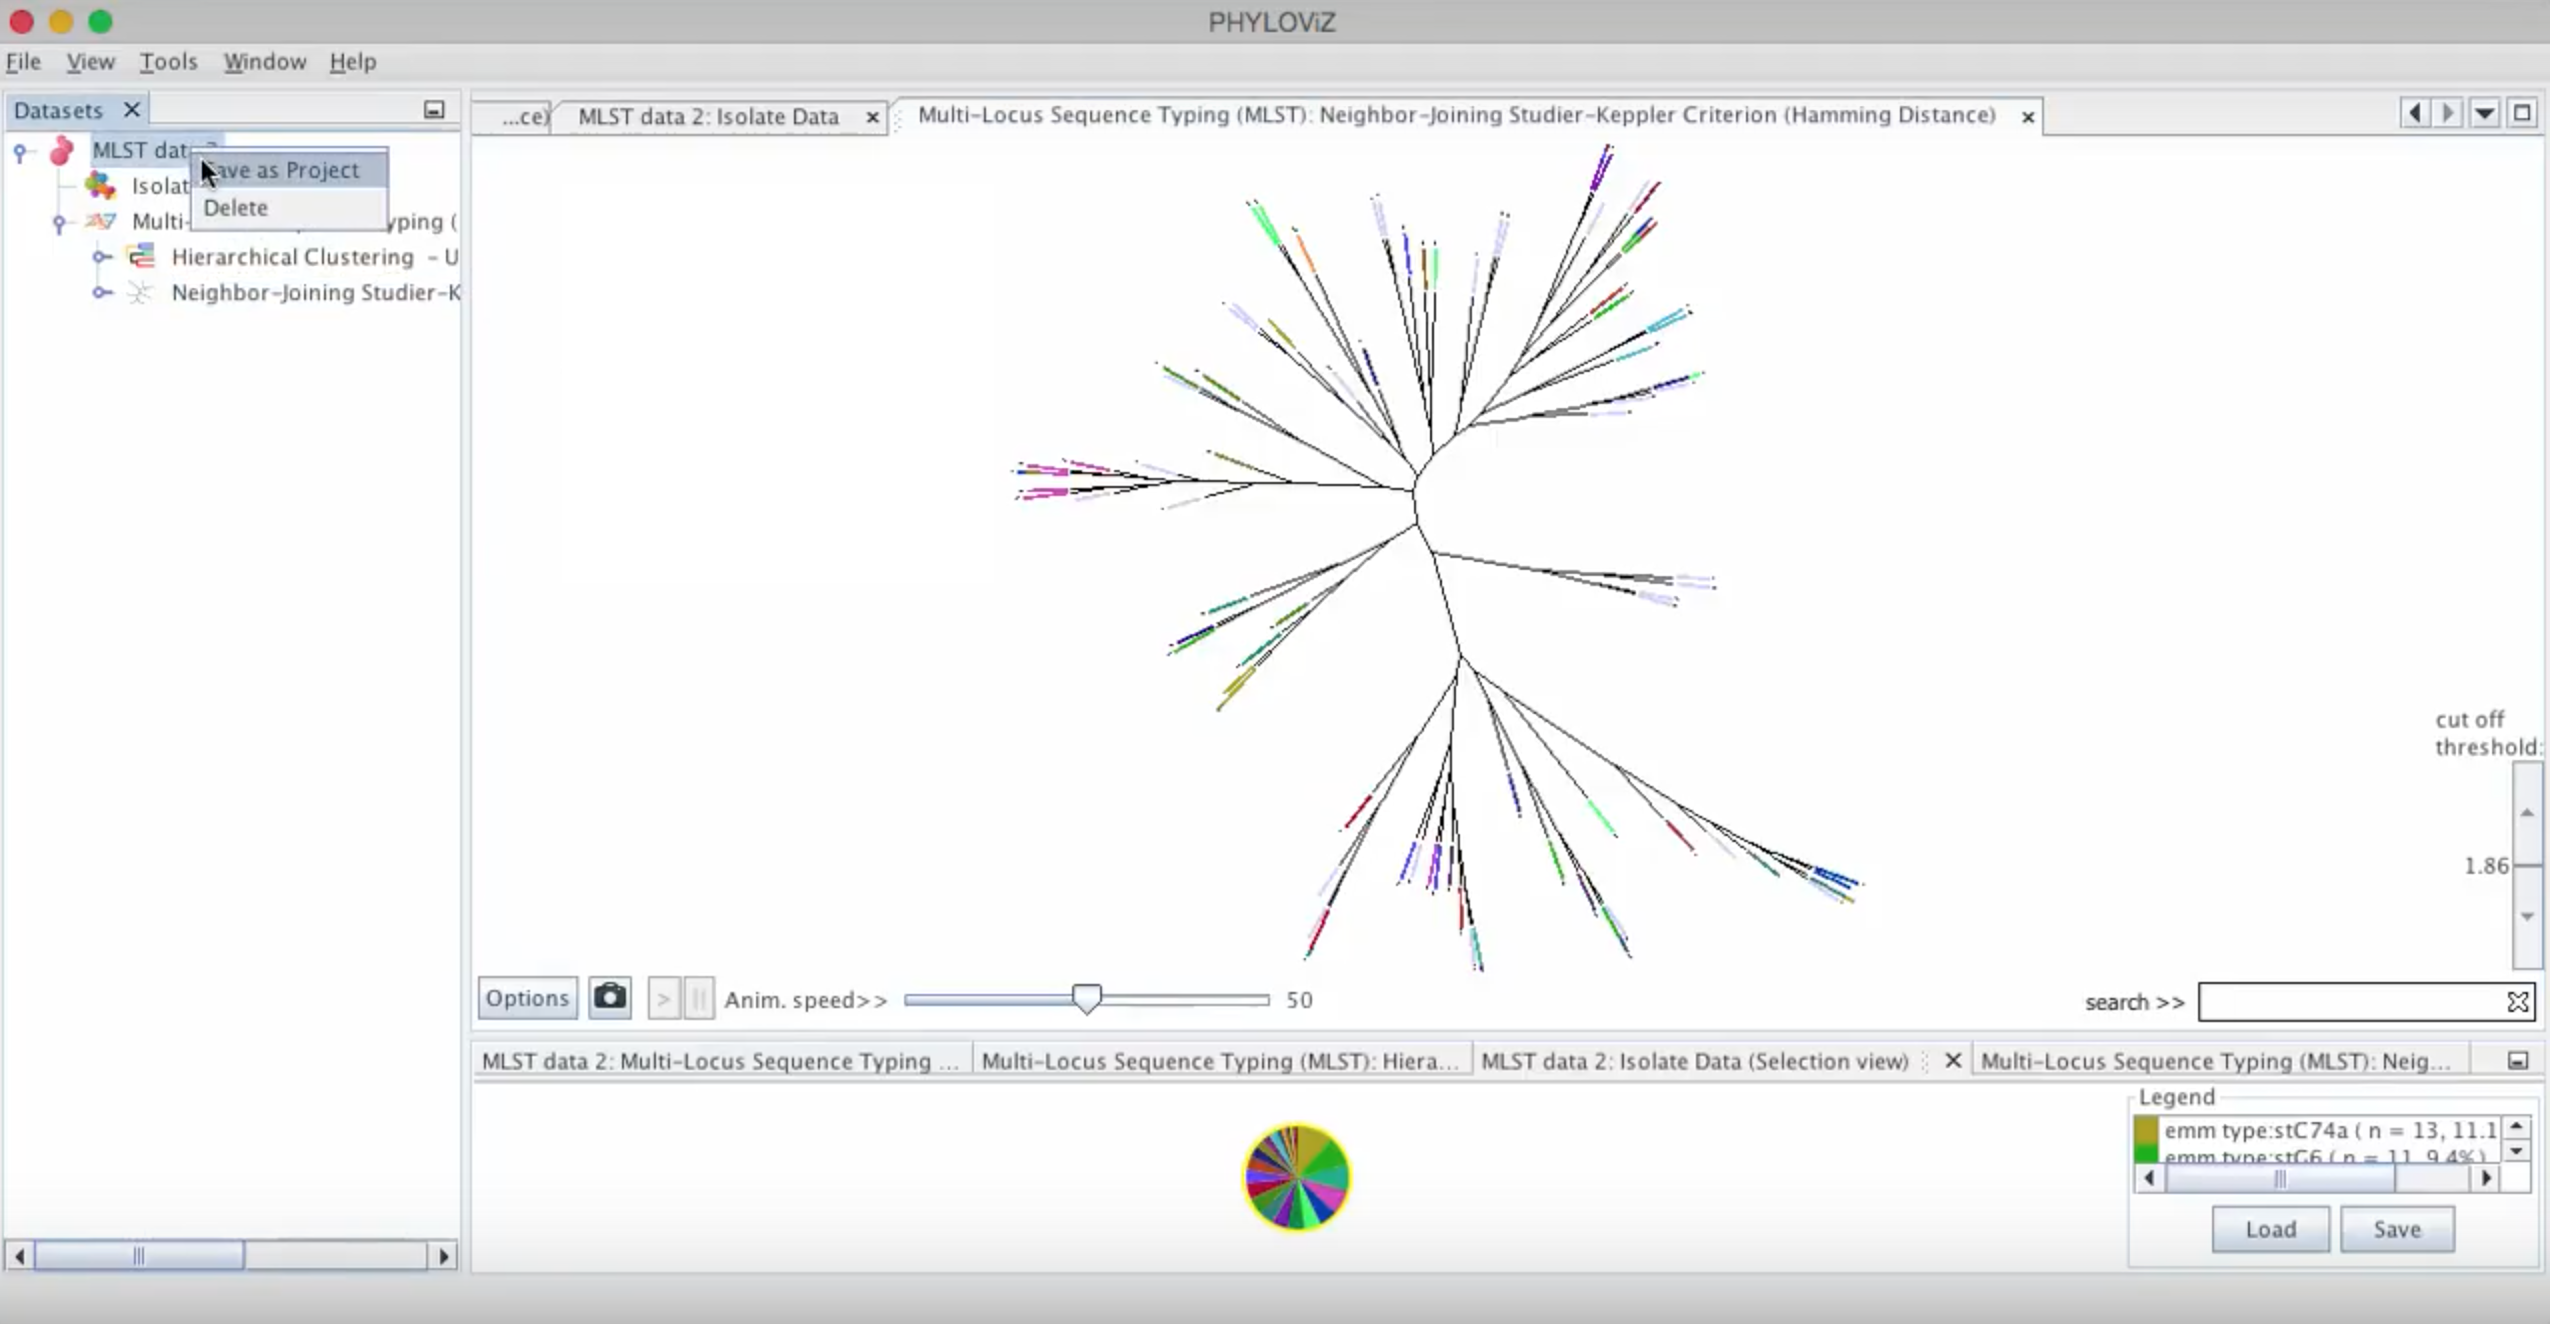 PHYLOViZ
File View Tools Window Help
Datasets
MLST dat
Save as Project
Isolat
Delete
Multi- yping (
Hierarchical Clustering - U
Neighbor-Joining Studier-K
...ce)
MLST data 2: Isolate Data
Multi-Locus Sequence Typing (MLST): Neighbor-Joining Studier-Keppler Criterion (Hamming Distance)
cut off
threshold:
1.86
Options
>
Anim. speed>>
50
search >>
MLST data 2: Multi-Locus Sequence Typing ...
Multi-Locus Sequence Typing (MLST): Hiera...
MLST data 2: Isolate Data (Selection view)
Multi-Locus Sequence Typing (MLST): Neig...
Legend
emm type:stC74a ( n = 13, 11.1
emm type:stG6 ( n = 11, 9.4%)
Load
Save